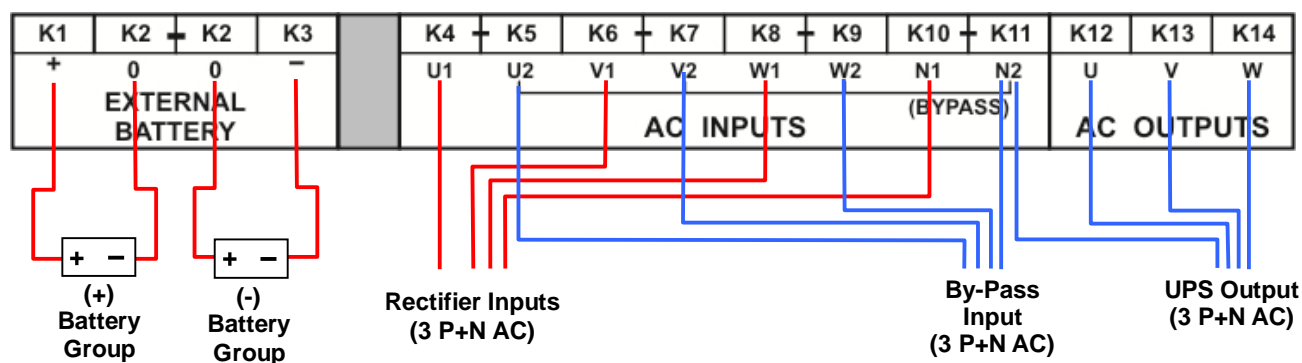 K1 K2 K2 K3 K4 K5 K6 K7 K8 K9 K10 K11 K12 K13 K14
+ 0 0 − U1 U2 V1 V2 W1 W2 N1 N2 U V W
EXTERNAL
BATTERY
(BYPASS)
AC INPUTS
AC OUTPUTS
+ −
+ −
(+)
Battery
Group
(-)
Battery
Group
Rectifier Inputs
(3 P+N AC)
By-Pass
Input
(3 P+N AC)
UPS Output
(3 P+N AC)